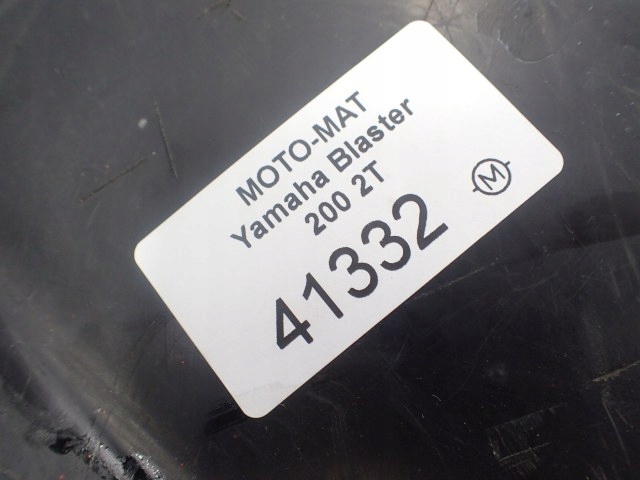 MOTO-MAT
Yamaha Blaster
200 2T
41332
M